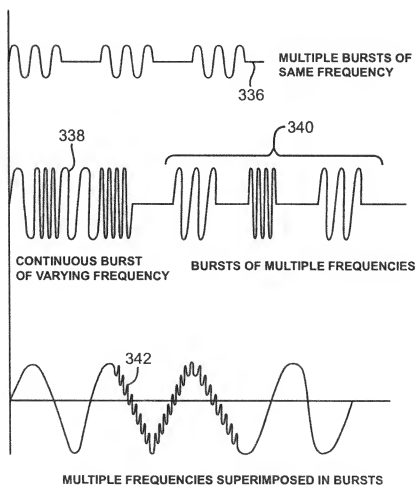 MULTIPLE BURSTS OF
SAME FREQUENCY
336
338
340
CONTINUOUS BURST
OF VARYING FREQUENCY
BURSTS OF MULTIPLE FREQUENCIES
342
MULTIPLE FREQUENCIES SUPERIMPOSED IN BURSTS